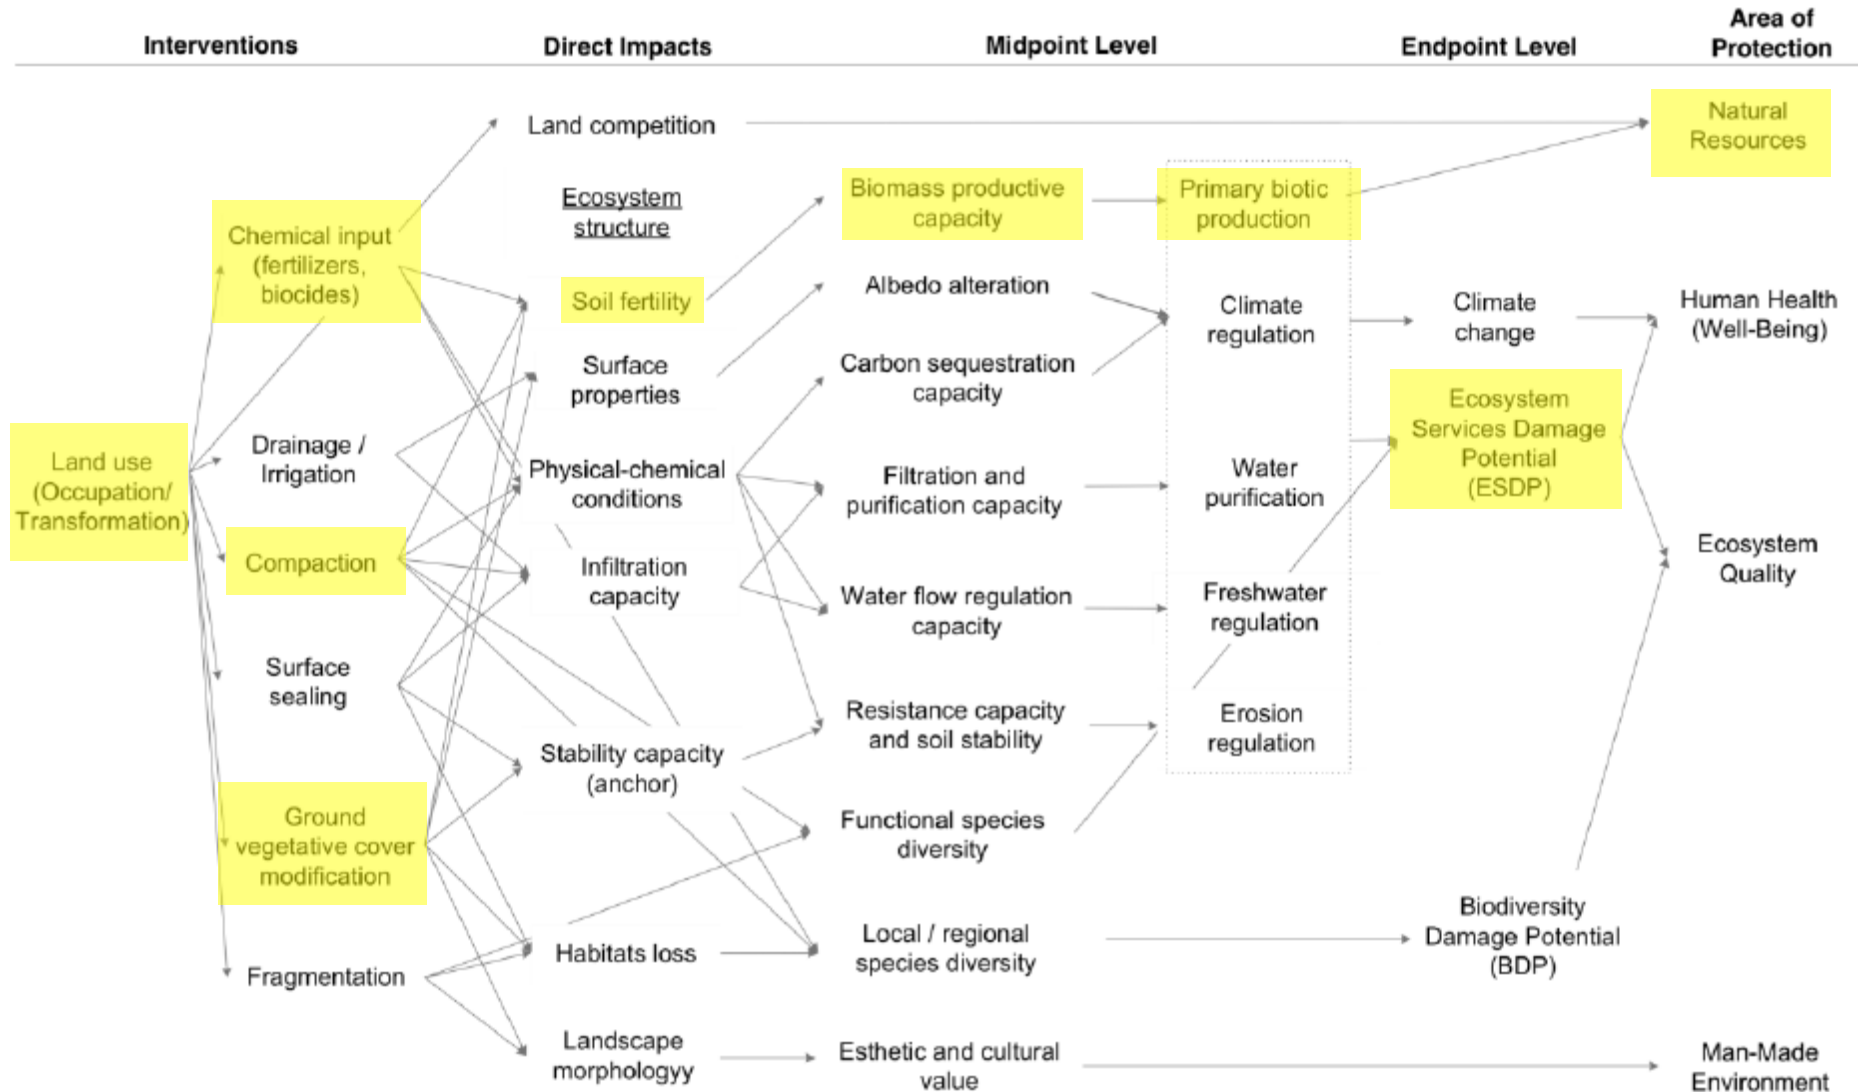 Interventions
Direct Impacts
Midpoint Level
Endpoint Level
Area of
Protection
Land use
(Occupation/
Transformation)
Chemical input
(fertilizers,
biocides)
Drainage /
Irrigation
Compaction
Surface
sealing
Ground
vegetative cover
modification
Fragmentation
Land competition
Ecosystem
structure
Soil fertility
Surface
properties
Physical-chemical
conditions
Infiltration
capacity
Stability capacity
(anchor)
Habitats loss
Landscape
morphologyy
Biomass productive
capacity
Albedo alteration
Carbon sequestration
capacity
Filtration and
purification capacity
Water flow regulation
capacity
Resistance capacity
and soil stability
Functional species
diversity
Local / regional
species diversity
Esthetic and cultural
value
Primary biotic
production
Climate
regulation
Water
purification
Freshwater
regulation
Erosion
regulation
Climate
change
Ecosystem
Services Damage
Potential
(ESDP)
Biodiversity
Damage Potential
(BDP)
Natural
Resources
Human Health
(Well-Being)
Ecosystem
Quality
Man-Made
Environment